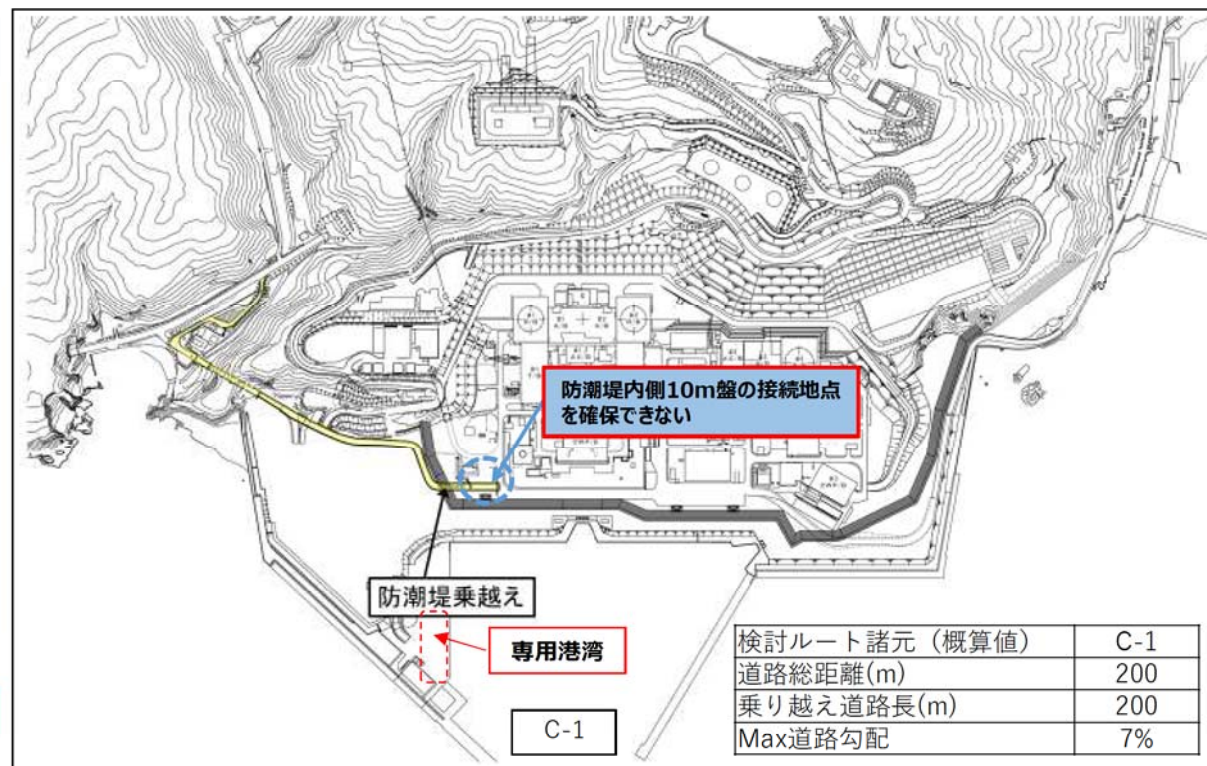 防潮堤内側10m盤の接続地点
を確保できない
防潮堤乗越え
専用港湾
C-1
検討ルート諸元（概算値） C-1
道路総距離(m) 200
乗り越え道路長(m) 200
Max道路勾配 7%